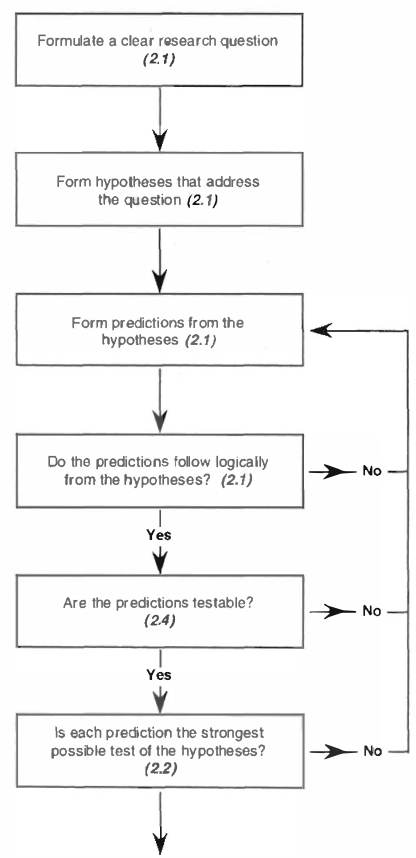 Formulate a clear research question
(2.1)
Form hypotheses that address
the question (2.1)
Form predictions from the
hypotheses (2.1)
Do the predictions follow logically
from the hypotheses? (2.1)
No
Yes
Are the predictions testable?
(2.4)
No
Yes
Is each prediction the strongest
possible test of the hypotheses?
(2.2)
No